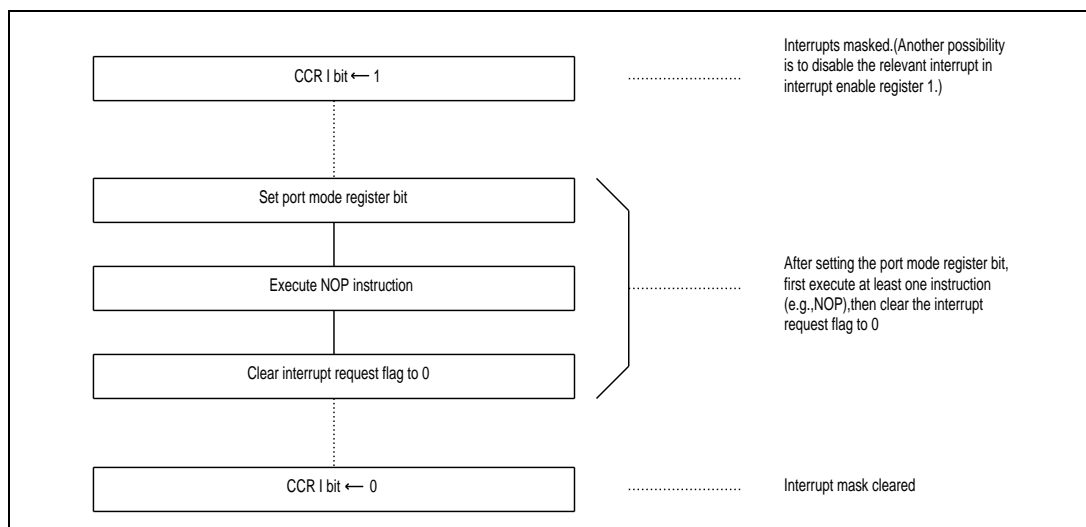 Interrupts masked.(Another possibility
is to disable the relevant interrupt in
interrupt enable register 1.)
CCR I bit ← 1
Set port mode register bit
Execute NOP instruction
After setting the port mode register bit,
first execute at least one instruction
(e.g.,NOP),then clear the interrupt
request flag to 0
Clear interrupt request flag to 0
CCR I bit ← 0
Interrupt mask cleared